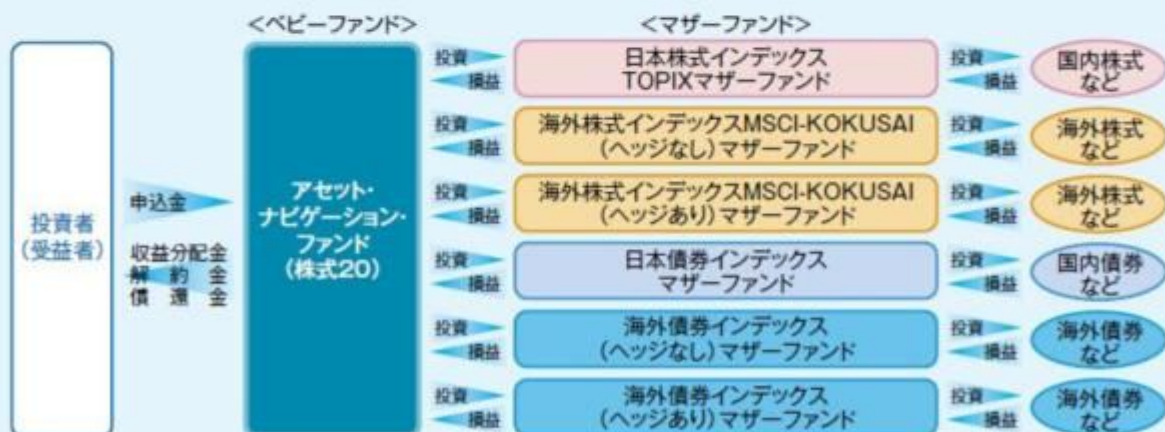 <ベビーファンド>
<マザーファンド>
投資者
(受益者)
申込金
収益分配金
解約金
償還金
アセット・
ナビゲーション・
ファンド
(株式20)
投資
損益
日本株式インデックス
TOPIXマザーファンド
投資
損益
国内株式
など
投資
損益
海外株式インデックスMSCI-KOKUSAI
(ヘッジなし)マザーファンド
投資
損益
海外株式
など
投資
損益
海外株式インデックスMSCI-KOKUSAI
(ヘッジあり)マザーファンド
投資
損益
海外株式
など
投資
損益
日本債券インデックス
マザーファンド
投資
損益
国内債券
など
投資
損益
海外債券インデックス
(ヘッジなし)マザーファンド
投資
損益
海外債券
など
投資
損益
海外債券インデックス
(ヘッジあり)マザーファンド
投資
損益
海外債券
など